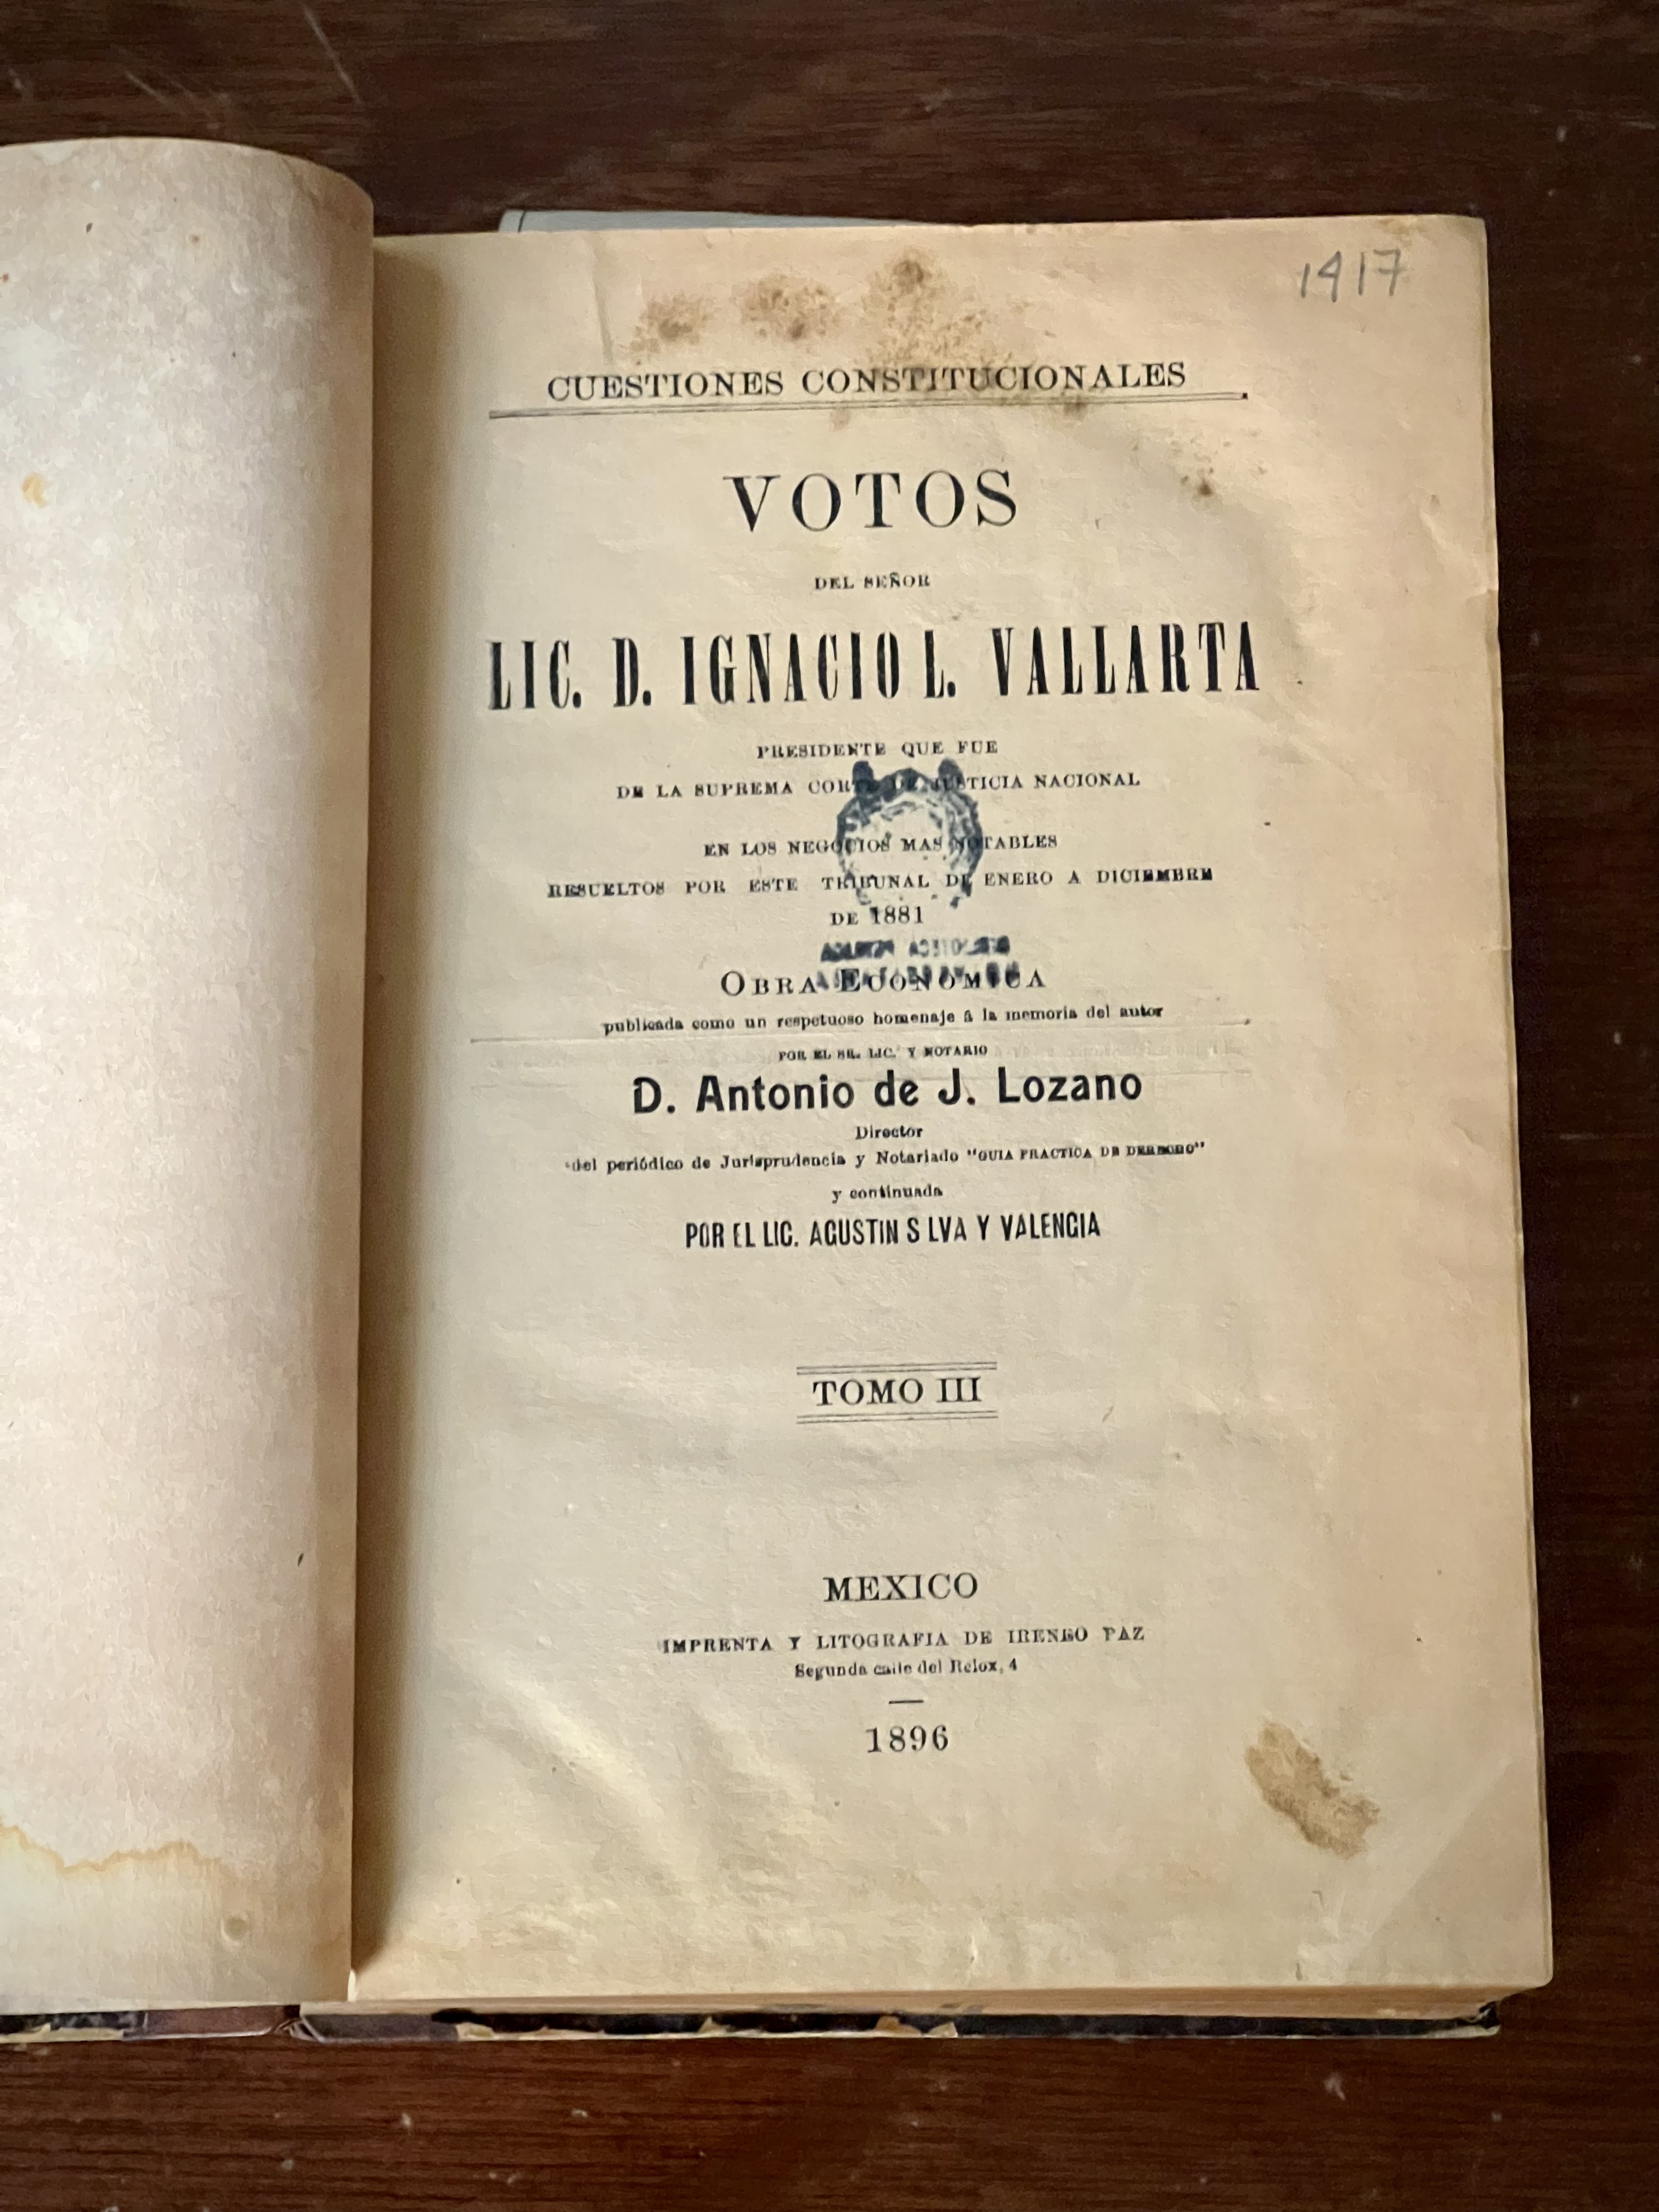 1417
CUESTIONES CONSTITUCIONALES
VOTOS
DEL SEÑOR
LIC. D. IGNACIO L. VALLARTA
PRESIDENTE QUE FUE
DE LA SUPREMA CORTE DE JUSTICIA NACIONAL
EN LOS NEGOCIOS MAS NOTABLES
RESUELTOS POR ESTE TRIBUNAL DE ENERO A DICIEMBRE
DE 1881
OBRA ECONOMICA
publicada como un respetuoso homenaje á la memoria del autor
POR EL SR. LIC. Y NOTARIO
D. Antonio de J. Lozano
Director
del periódico de Jurisprudencia y Notariado "GUIA PRACTICA DE DERECHO"
y continuada
POR EL LIC. AGUSTIN S LVA Y VALENCIA
TOMO III
MEXICO
IMPRENTA Y LITOGRAFIA DE IRENEO PAZ
Segunda calle del Relox, 4
1896